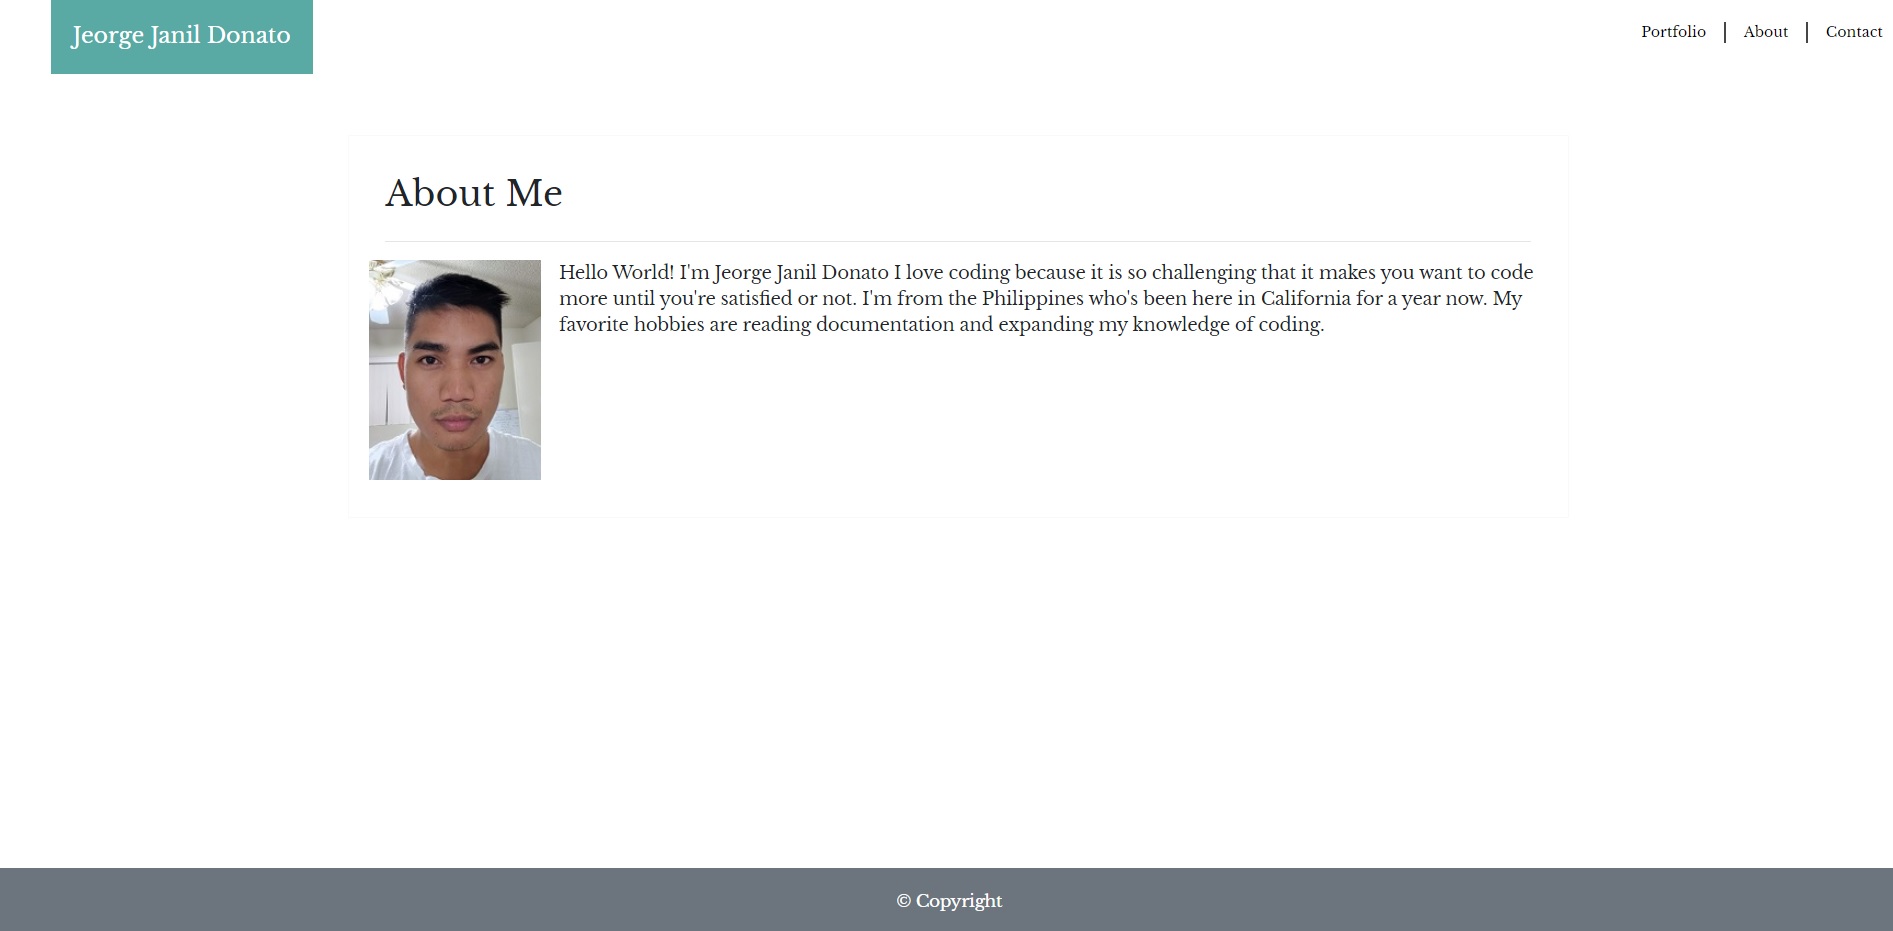 Jeorge Janil Donato
Portfolio
About
Contact
About Me
Hello World! I'm Jeorge Janil Donato I love coding because it is so challenging that it makes you want to code
more until you're satisfied or not. I'm from the Philippines who's been here in California for a year now. My
favorite hobbies are reading documentation and expanding my knowledge of coding.
© Copyright